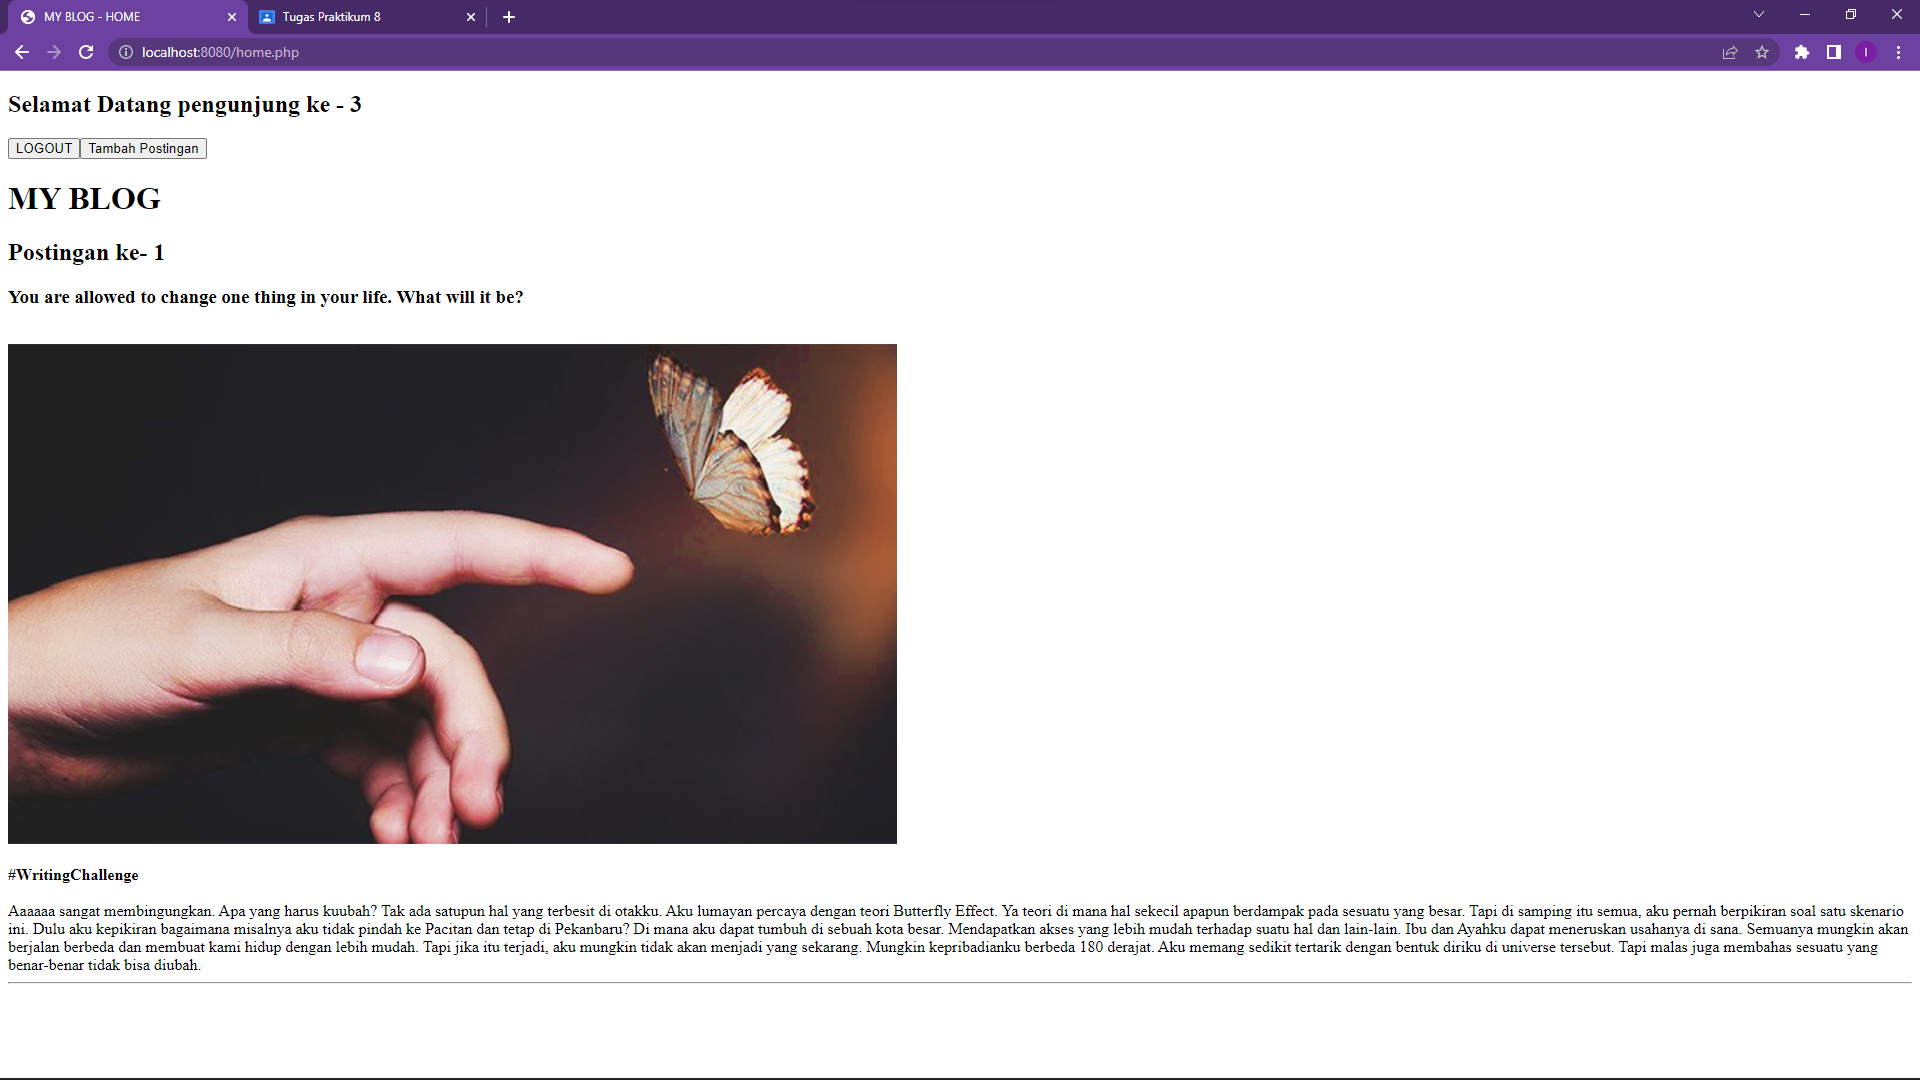 MY BLOG - HOME
Tugas Praktikum 8
localhost:8080/home.php
I
Selamat Datang pengunjung ke - 3
LOGOUT Tambah Postingan
MY BLOG
Postingan ke- 1
You are allowed to change one thing in your life. What will it be?
#WritingChallenge
Aaaaaa sangat membingungkan. Apa yang harus kuubah? Tak ada satupun hal yang terbesit di otakku. Aku lumayan percaya dengan teori Butterfly Effect. Ya teori di mana hal sekecil apapun berdampak pada sesuatu yang besar. Tapi di samping itu semua, aku pernah berpikiran soal satu skenario
ini. Dulu aku kepikiran bagaimana misalnya aku tidak pindah ke Pacitan dan tetap di Pekanbaru? Di mana aku dapat tumbuh di sebuah kota besar. Mendapatkan akses yang lebih mudah terhadap suatu hal dan lain-lain. Ibu dan Ayahku dapat meneruskan usahanya di sana. Semuanya mungkin akan
berjalan berbeda dan membuat kami hidup dengan lebih mudah. Tapi jika itu terjadi, aku mungkin tidak akan menjadi yang sekarang. Mungkin kepribadianku berbeda 180 derajat. Aku memang sedikit tertarik dengan bentuk diriku di universe tersebut. Tapi malas juga membahas sesuatu yang
benar-benar tidak bisa diubah.